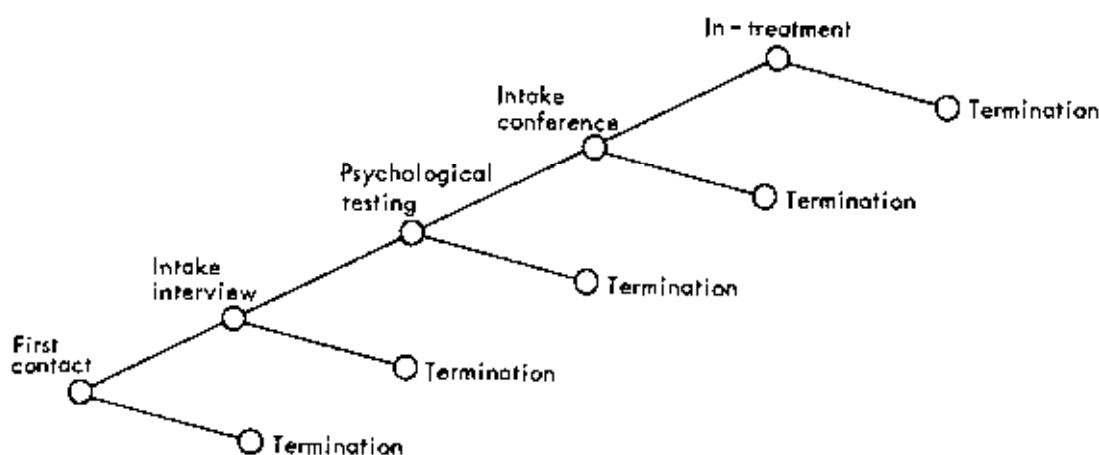 In-treatment
Termination
Intake
conference
Termination
Psychological
testing
Termination
Intake
interview
Termination
First
contact
Termination